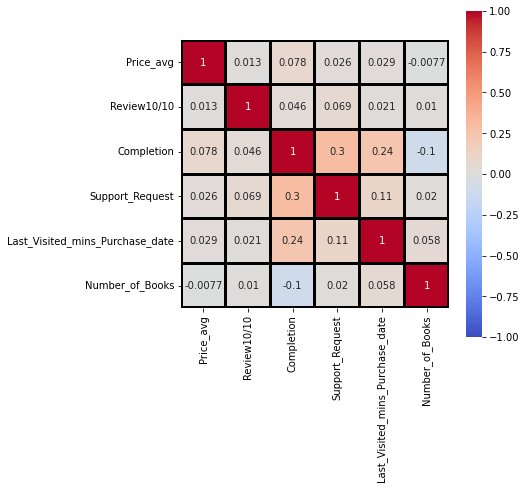 Price_avg 1 0.013 0.078 0.026 0.029 -0.0077
Review10/10 0.013 1 0.046 0.069 0.021 0.01
Completion 0.078 0.046 1 0.3 0.24 -0.1
Support_Request 0.026 0.069 0.3 1 0.11 0.02
Last_Visited_mins_Purchase_date 0.029 0.021 0.24 0.11 1 0.058
Number_of_Books -0.0077 0.01 -0.1 0.02 0.058 1
Price_avg
Review10/10
Completion
Support_Request
Last_Visited_mins_Purchase_date
Number_of_Books
1.00
0.75
0.50
0.25
0.00
−0.25
−0.50
−0.75
−1.00